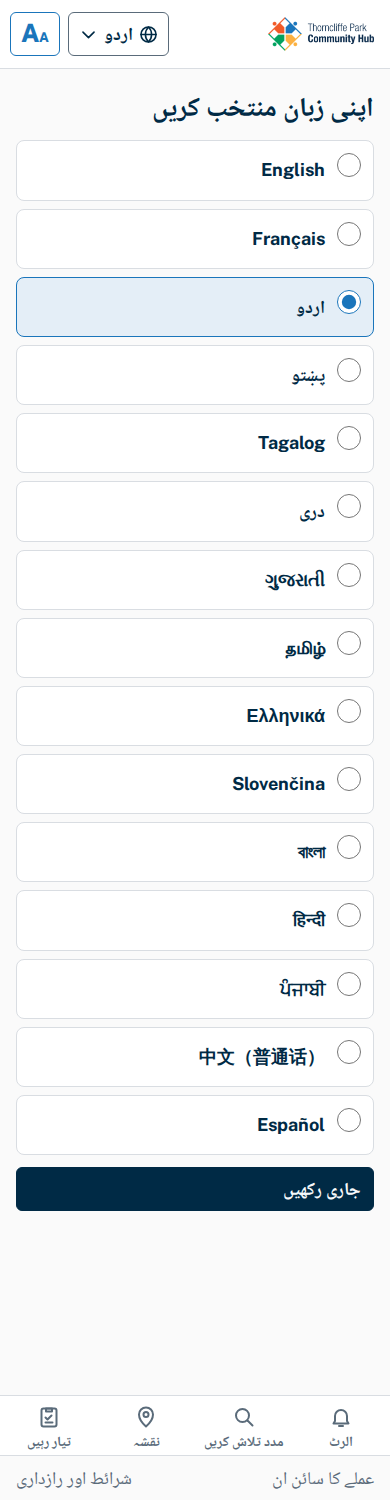 Thorncliffe Park
Community Hub
اردو
AA
اپنی زبان منتخب کریں
English
Français
اردو
پښتو
Tagalog
دری
ગુજરાતી
தமிழ்
Ελληνικά
Slovenčina
বাংলা
हिन्दी
ਪੰਜਾਬੀ
中文（普通话）
Español
جاری رکھیں
الرٹ
مدد تلاش کریں
نقشہ
تیار رہیں
عملے کا سائن ان
شرائط اور رازداری